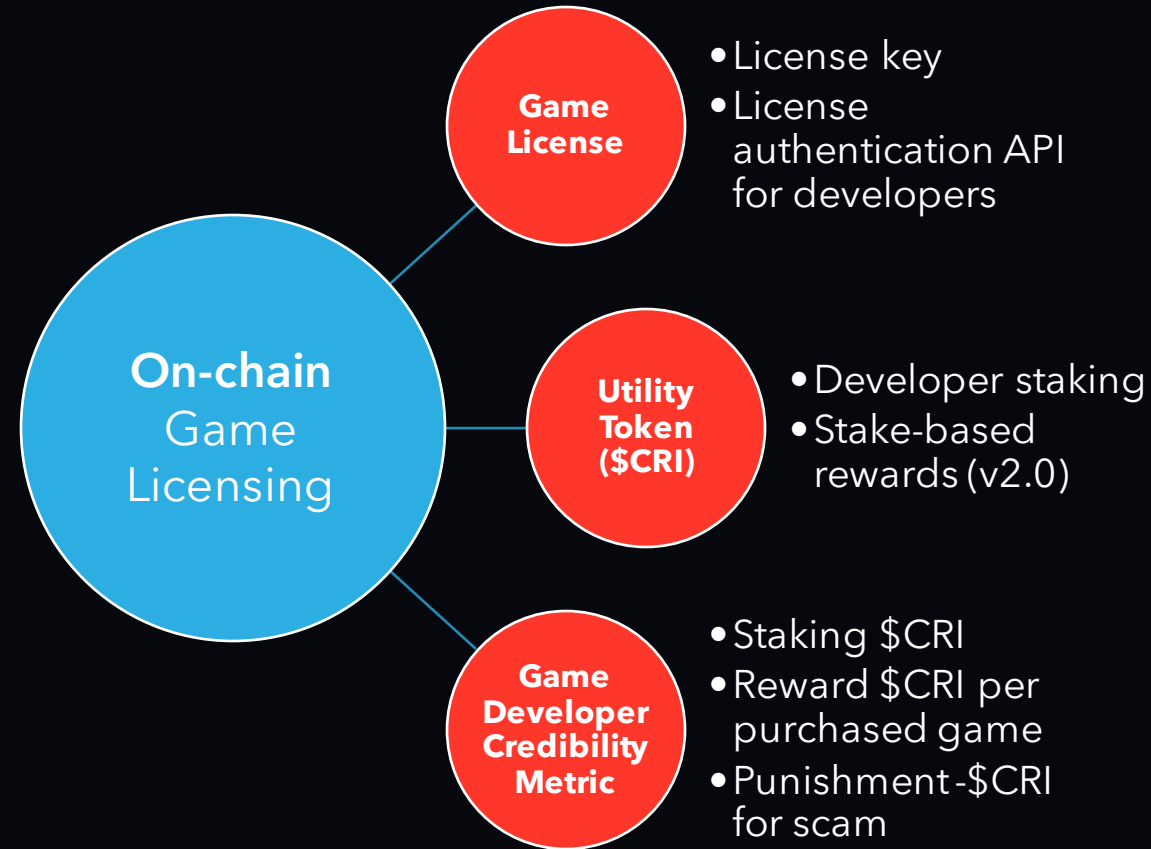 On-chain
Game
Licensing
Game
License
• License key
• License
authentication API
for developers
Utility
Token
($CRI)
• Developer staking
• Stake-based
rewards (v2.0)
Game
Developer
Credibility
Metric
• Staking $CRI
• Reward $CRI per
purchased game
• Punishment -$CRI
for scam